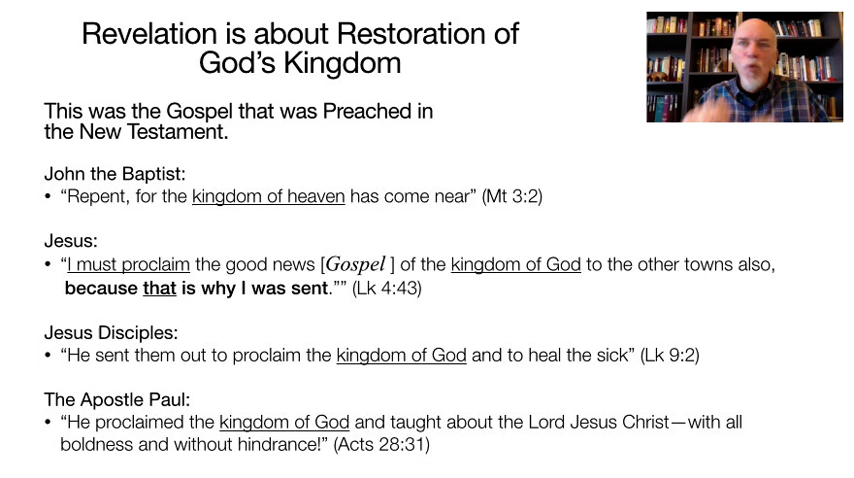 Revelation is about Restoration of
God’s Kingdom
This was the Gospel that was Preached in
the New Testament.
John the Baptist:
• “Repent, for the kingdom of heaven has come near” (Mt 3:2)
Jesus:
• “I must proclaim the good news [Gospel ] of the kingdom of God to the other towns also,
because that is why I was sent.”” (Lk 4:43)
Jesus Disciples:
• “He sent them out to proclaim the kingdom of God and to heal the sick” (Lk 9:2)
The Apostle Paul:
• “He proclaimed the kingdom of God and taught about the Lord Jesus Christ—with all
boldness and without hindrance!” (Acts 28:31)